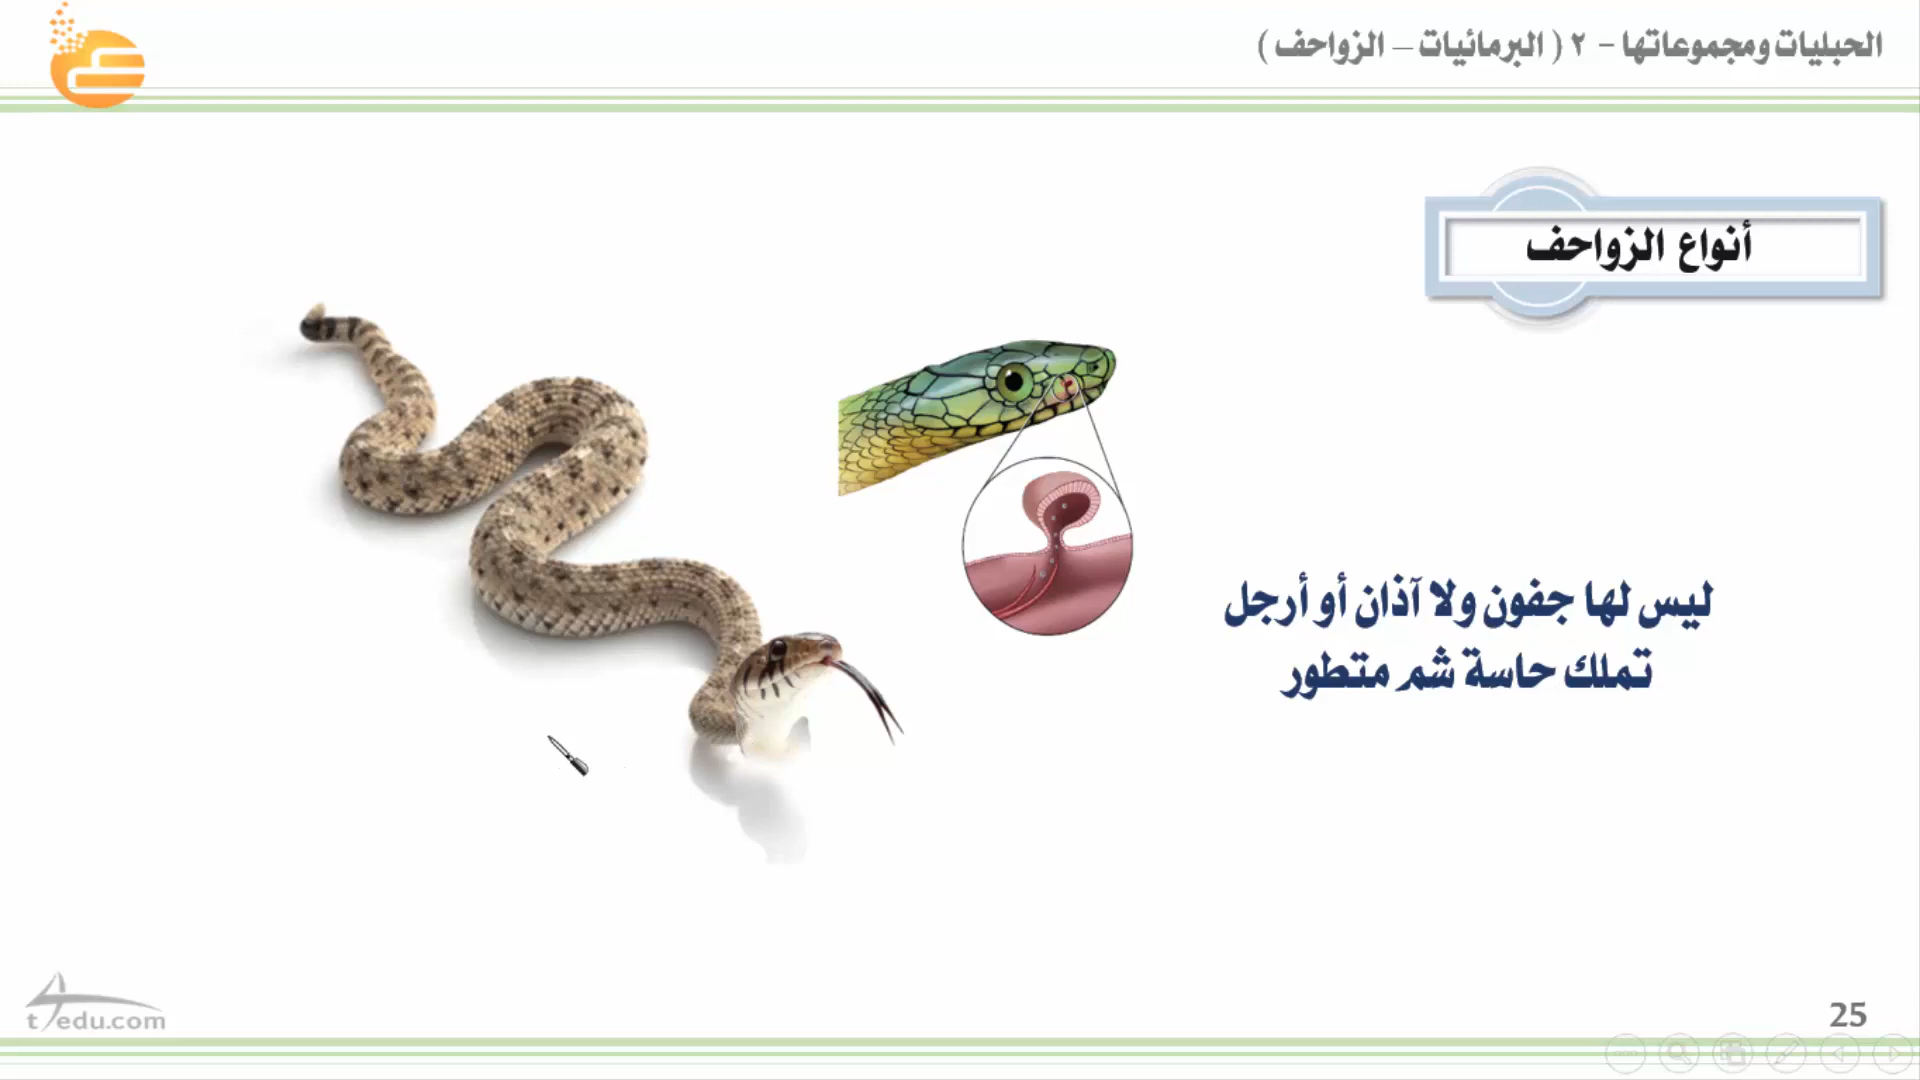 الحبليات ومجموعاتها - ٢ ( البرمائيات – الزواحف )
أنواع الزواحف
ليس لها جفون ولا آذان أو أرجل
تملك حاسة شم متطور
t4edu.com
25